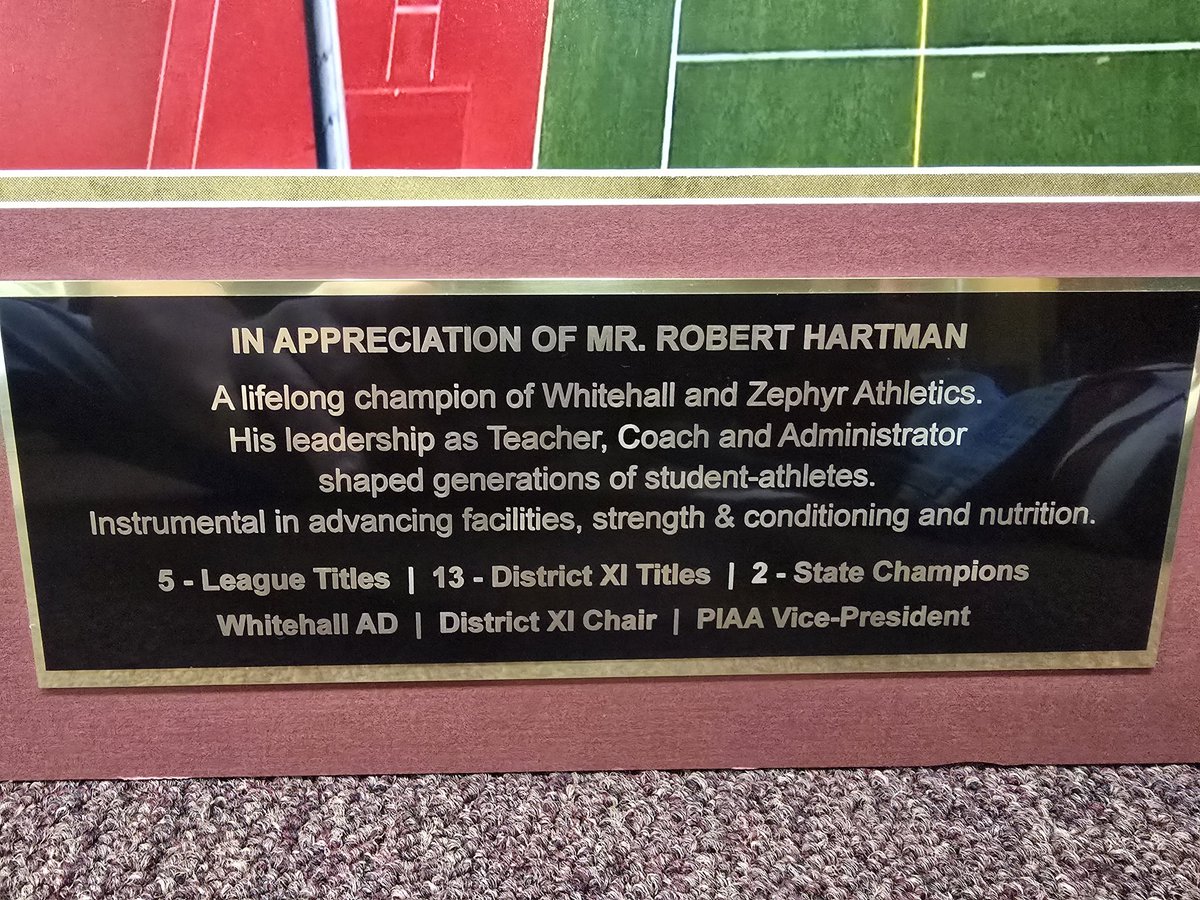 IN APPRECIATION OF MR. ROBERT HARTMAN
A lifelong champion of Whitehall and Zephyr Athletics.
His leadership as Teacher, Coach and Administrator
shaped generations of student-athletes.
Instrumental in advancing facilities, strength & conditioning and nutrition.
5 - League Titles | 13 - District XI Titles | 2 - State Champions
Whitehall AD | District XI Chair | PIAA Vice-President